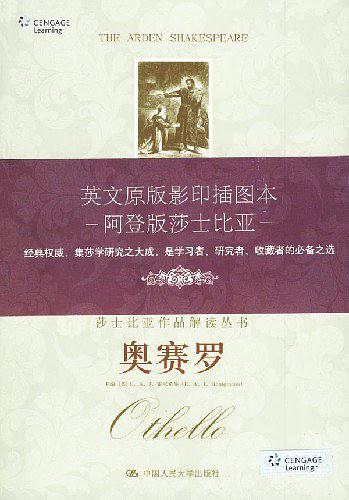 CENGAGE
Learning™
THE ARDEN SHAKESPEARE
英文原版影印插图本
—阿登版莎士比亚—
经典权威，集莎学研究之大成，是学习者、研究者、收藏者的必备之选
莎士比亚作品解读丛书
奥赛罗
Othello
中国人民大学出版社
CENGAGE
Learning™